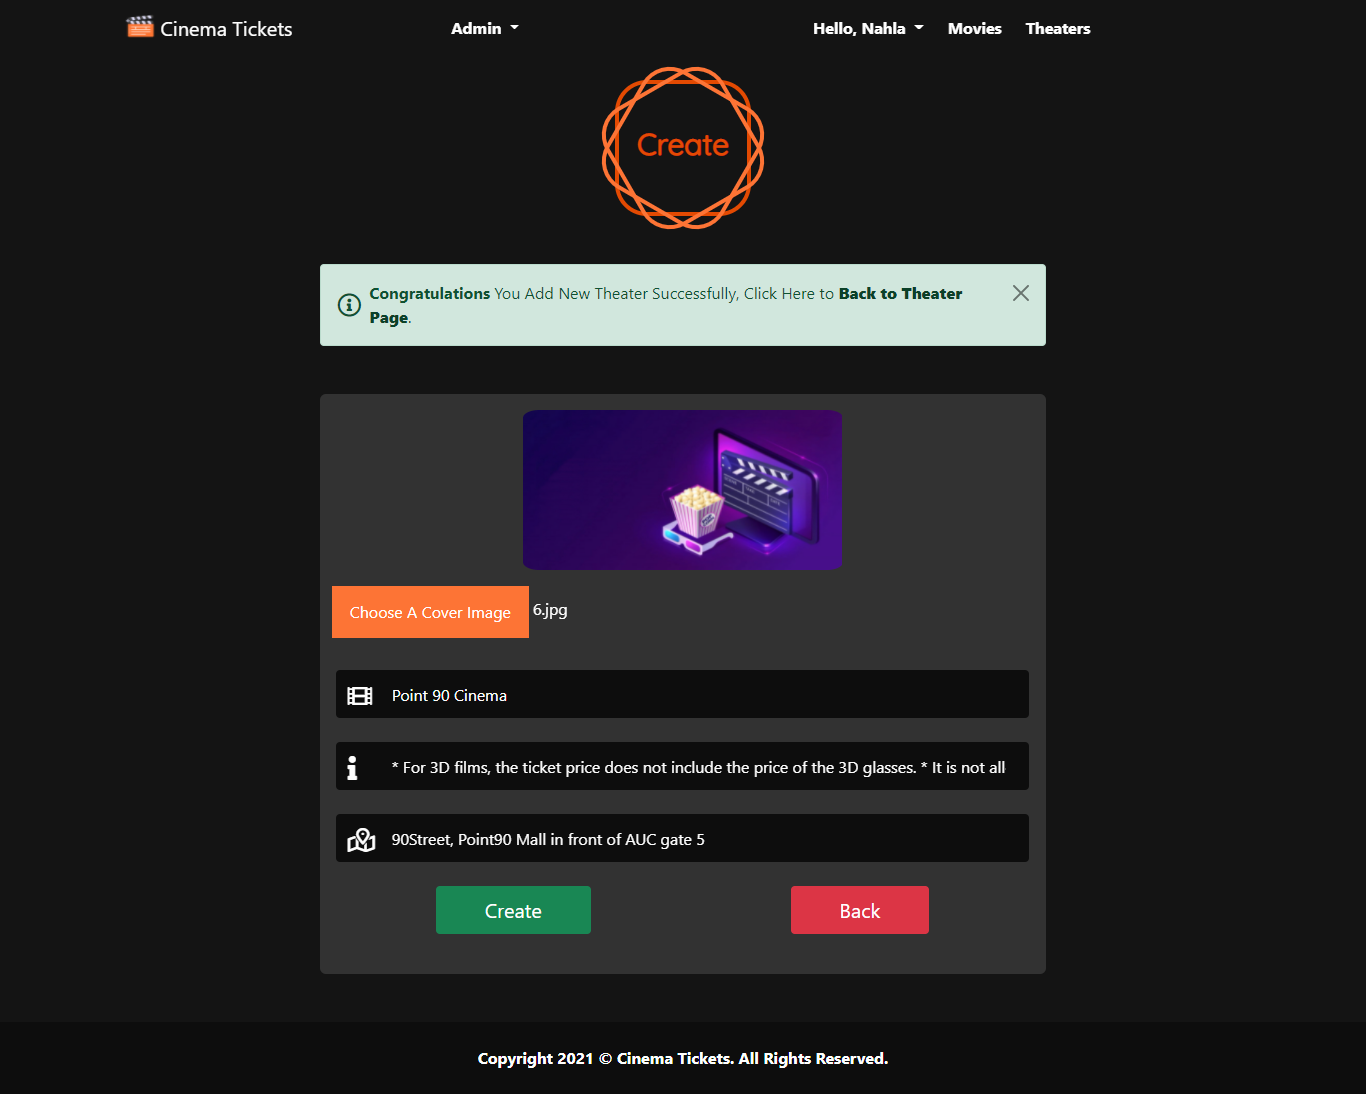 Cinema Tickets
Admin
Hello, Nahla
Movies
Theaters
Create
Congratulations You Add New Theater Successfully, Click Here to Back to Theater
Page.
Choose A Cover Image 6.jpg
Point 90 Cinema
* For 3D films, the ticket price does not include the price of the 3D glasses. * It is not all
90Street, Point90 Mall in front of AUC gate 5
Create
Back
Copyright 2021 © Cinema Tickets. All Rights Reserved.